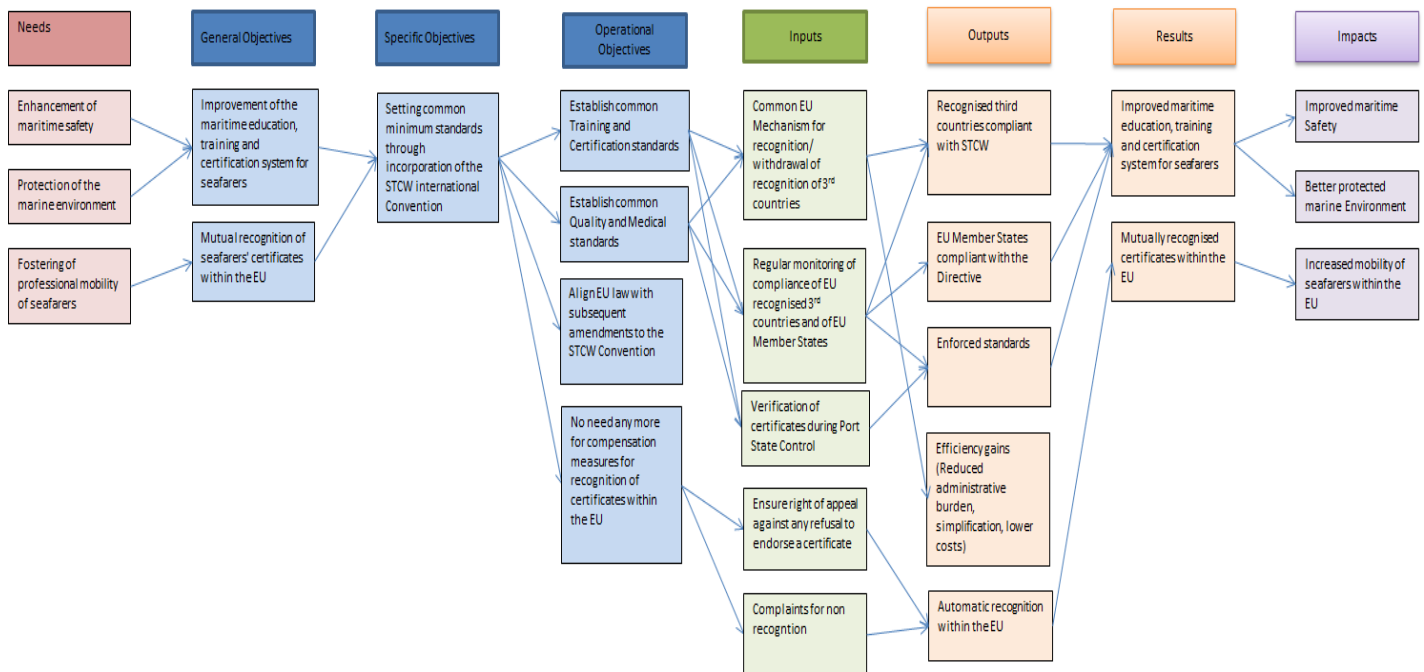 Needs
General Objectives
Specific Objectives
Operational
Objectives
Inputs
Outputs
Results
Impacts
Enhancement of
maritime safety
Protection of the
marine environment
Fostering of
professional mobility
of seafarers
Improvement of the
maritime education,
training and
certification system for
seafarers
Mutual recognition of
seafarers' certificates
within the EU
Setting common
minimum standards
through
incorporation of the
STCW international
Convention
Establish common
Training and
Certification standards
Establish common
Quality and Medical
standards
Align EU law with
subsequent
amendments to the
STCW Convention
No need any more
for compensation
measures for
recognition of
certificates within
the EU
Common EU
Mechanism for
recognition/
withdrawal of
recognition of 3rd
countries
Regular monitoring of
compliance of EU
recognised 3rd
countries and of EU
Member States
Verification of
certificates during Port
State Control
Ensure right of appeal
against any refusal to
endorse a certificate
Complaints for non
recogntion
Recognised third
countries compliant
with STCW
EU Member States
compliant with the
Directive
Enforced standards
Efficiency gains
(Reduced
administrative
burden,
simplification, lower
costs)
Automatic recognition
within the EU
Improved maritime
education, training
and certification
system for seafarers
Mutually recognised
certificates within the
EU
Improved maritime
Safety
Better protected
marine Environment
Increased mobility of
seafarers within the
EU